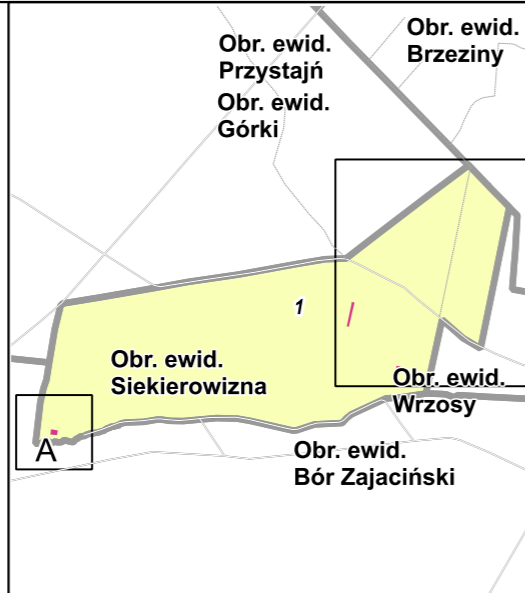 Obr. ewid.
Brzeziny
Obr. ewid.
Przystajń
Obr. ewid.
Górki
1
Obr. ewid.
Siekierowizna
Obr. ewid.
Wrzosy
A
Obr. ewid.
Bór Zajaciński